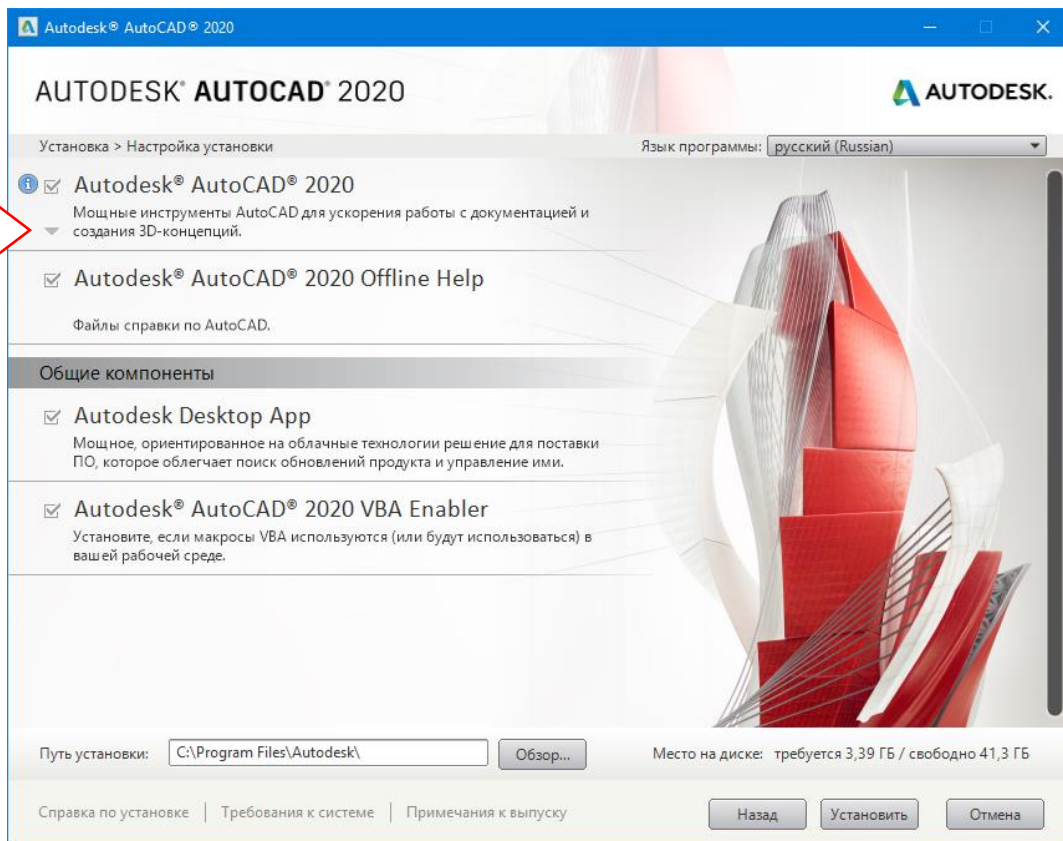 Autodesk® AutoCAD® 2020
AUTODESK® AUTOCAD® 2020
AUTODESK.
Установка > Настройка установки
Язык программы: русский (Russian)
Autodesk® AutoCAD® 2020
Мощные инструменты AutoCAD для ускорения работы с документацией и
создания 3D-концепций.
Autodesk® AutoCAD® 2020 Offline Help
Файлы справки по AutoCAD.
Общие компоненты
Autodesk Desktop App
Мощное, ориентированное на облачные технологии решение для поставки
ПО, которое облегчает поиск обновлений продукта и управление ими.
Autodesk® AutoCAD® 2020 VBA Enabler
Установите, если макросы VBA используются (или будут использоваться) в
вашей рабочей среде.
Путь установки: C:\Program Files\Autodesk\ Обзор... Место на диске: требуется 3,39 ГБ / свободно 41,3 ГБ
Справка по установке | Требования к системе | Примечания к выпуску Назад Установить Отмена